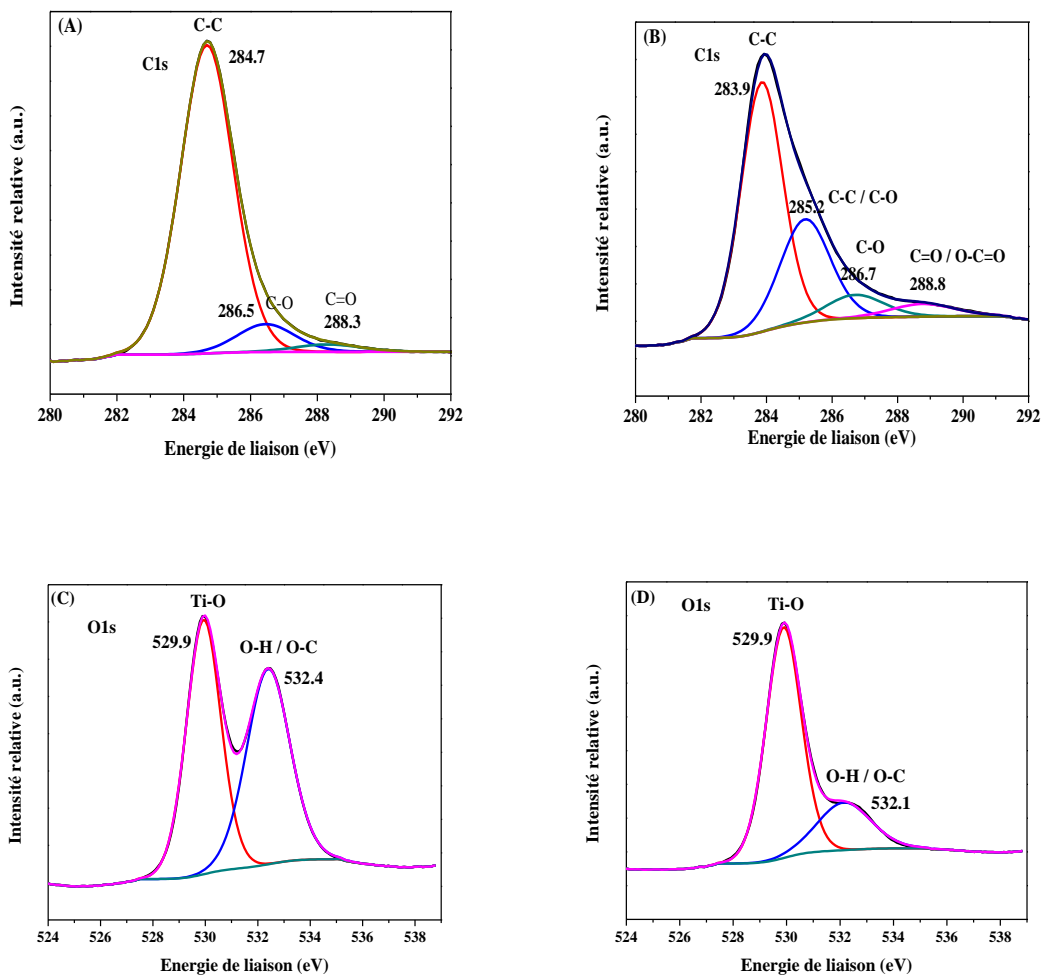 (A)
C-C
284.7
C1s
286.5
C-O
C=O
288.3
280 282 284 286 288 290 292
Energie de liaison (eV)
Intensité relative (a.u.)
(B)
C-C
C1s
283.9
C-C / C-O
285.2
C-O
286.7
C=O / O-C=O
288.8
280 282 284 286 288 290 292
Energie de liaison (eV)
Intensité relative (a.u.)
(C)
Ti-O
O1s
529.9
O-H / O-C
532.4
524 526 528 530 532 534 536 538
Energie de liaison (eV)
Intensité relative (a.u.)
(D)
O1s
Ti-O
529.9
O-H / O-C
532.1
524 526 528 530 532 534 536 538
Energie de liaison (eV)
Intensité relative (a.u.)